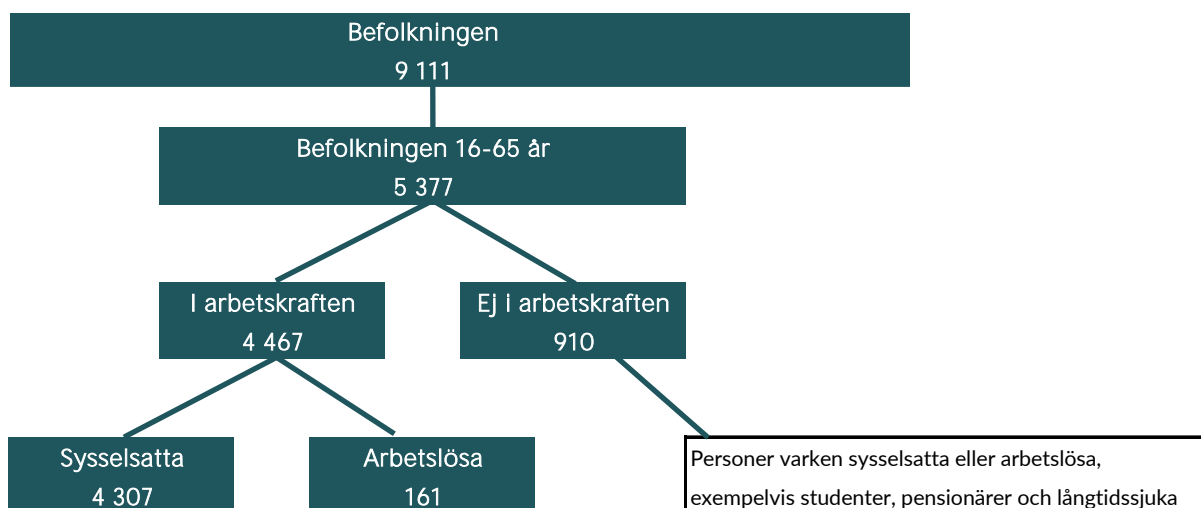 Befolkningen
9 111
Befolkningen 16-65 år
5 377
I arbetskraften
4 467
Ej i arbetskraften
910
Sysselsatta
4 307
Arbetslösa
161
Personer varken sysselsatta eller arbetslösa,
exempelvis studenter, pensionärer och långtidssjuka